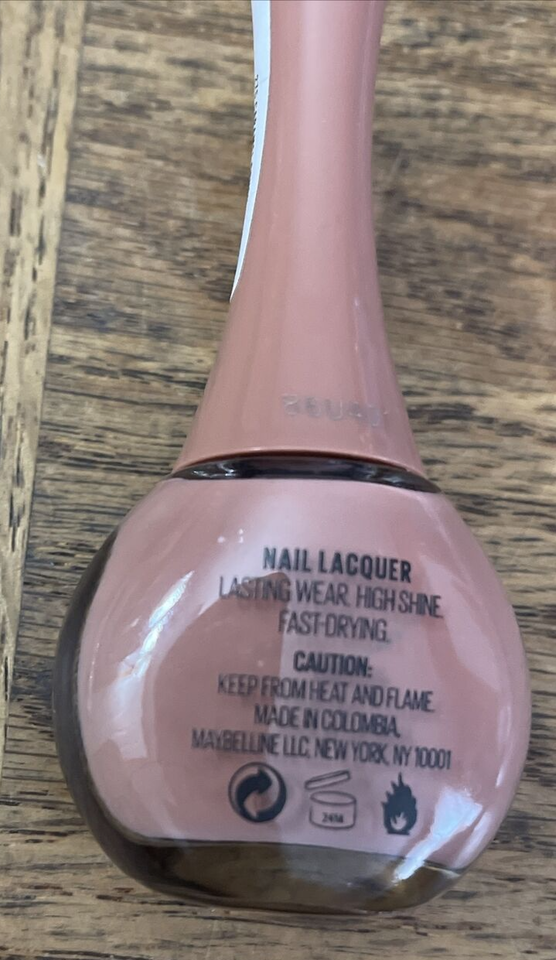 NAIL LACQUER
LASTING WEAR. HIGH SHINE.
FAST-DRYING.
CAUTION:
KEEP FROM HEAT AND FLAME.
MADE IN COLOMBIA.
MAYBELLINE LLC, NEW YORK, NY 10001
24M